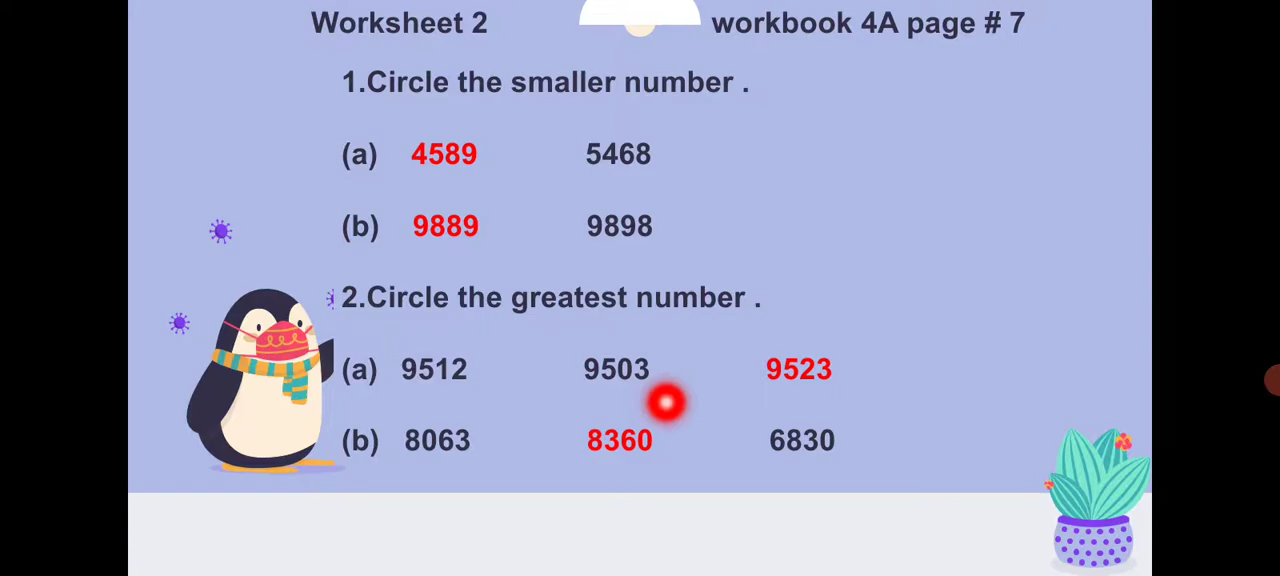 Worksheet 2 workbook 4A page # 7
1.Circle the smaller number .
(a) 4589 5468
(b) 9889 9898
2.Circle the greatest number .
(a) 9512 9503 9523
(b) 8063 8360 6830